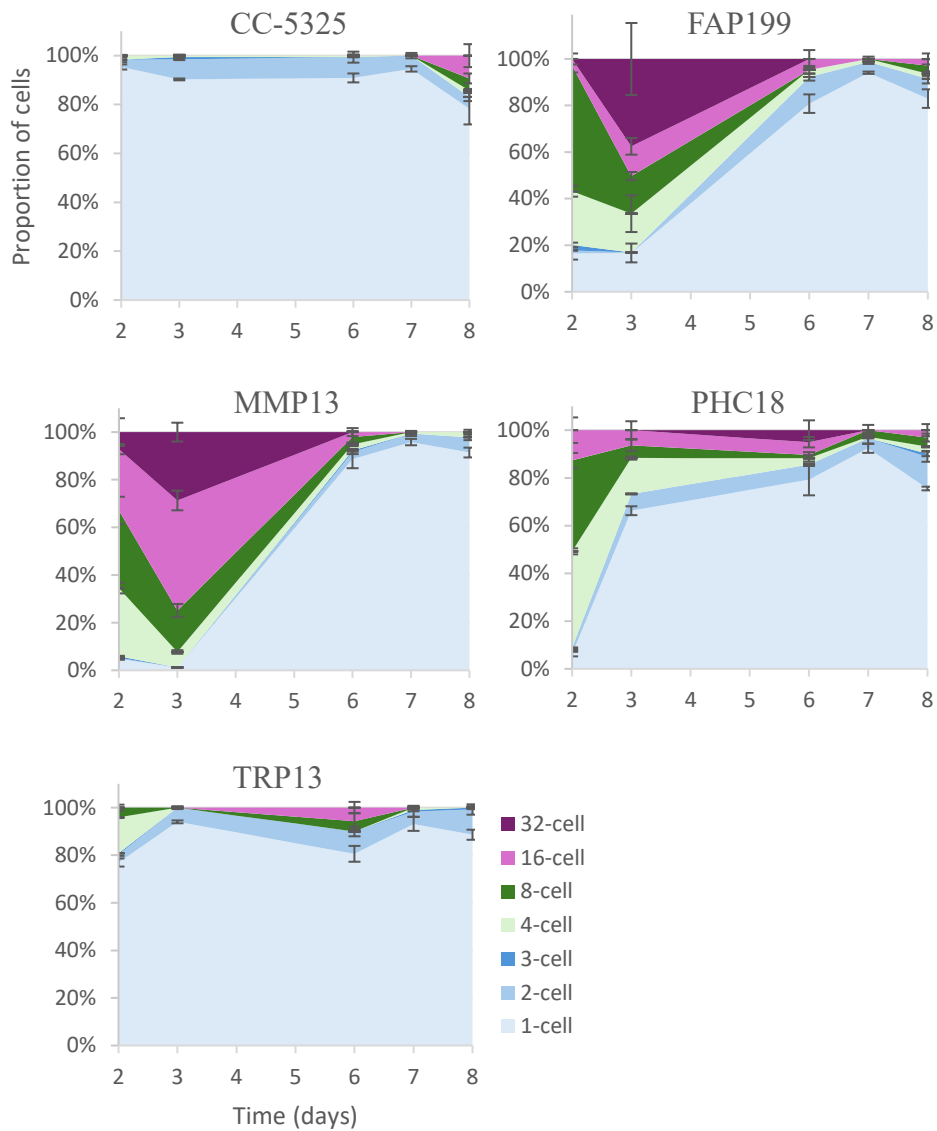 CC-5325
Proportion of cells
100%
80%
60%
40%
20%
0%
2 3 4 5 6 7 8
FAP199
100%
80%
60%
40%
20%
0%
2 3 4 5 6 7 8
MMP13
100%
80%
60%
40%
20%
0%
2 3 4 5 6 7 8
PHC18
100%
80%
60%
40%
20%
0%
2 3 4 5 6 7 8
TRP13
100%
80%
60%
40%
20%
0%
2 3 4 5 6 7 8
Time (days)
32-cell
16-cell
8-cell
4-cell
3-cell
2-cell
1-cell